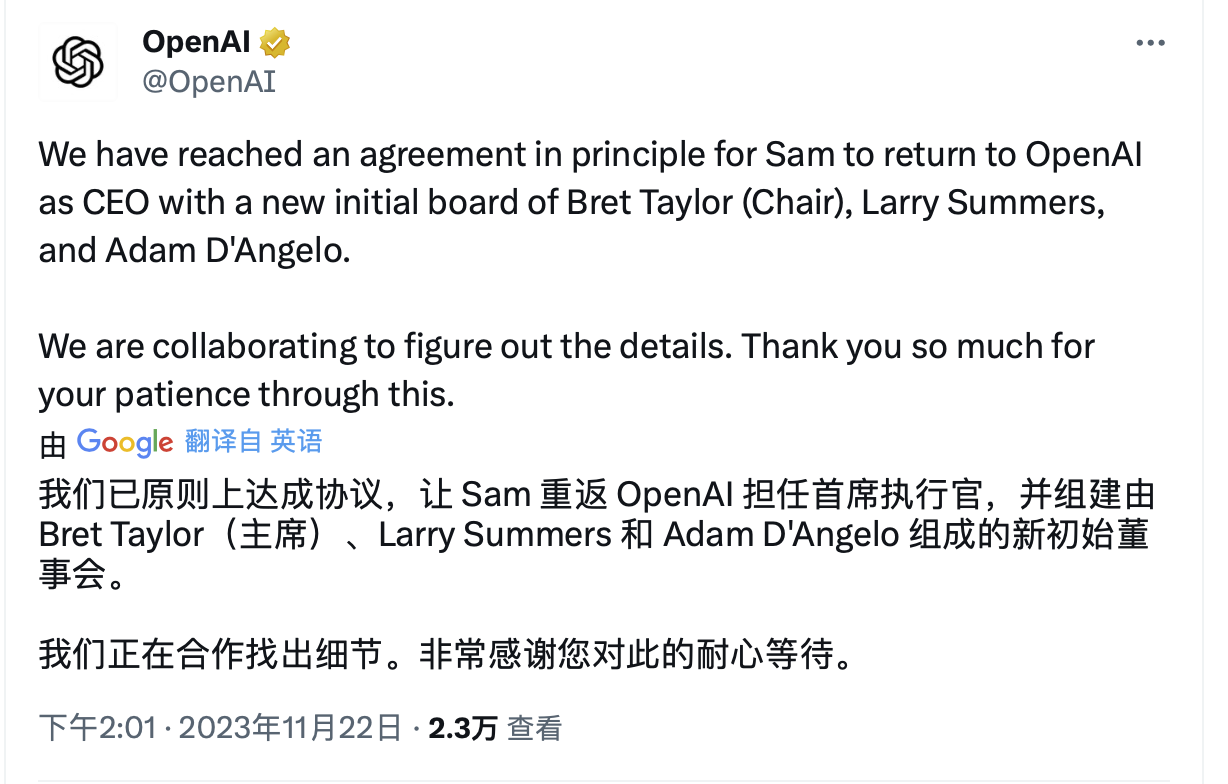 OpenAI
@OpenAI
We have reached an agreement in principle for Sam to return to OpenAI
as CEO with a new initial board of Bret Taylor (Chair), Larry Summers,
and Adam D'Angelo.
We are collaborating to figure out the details. Thank you so much for
your patience through this.
由 Google 翻译自 英语
我们已原则上达成协议，让 Sam 重返 OpenAI 担任首席执行官，并组建由
Bret Taylor（主席）、Larry Summers 和 Adam D'Angelo 组成的新初始董
事会。
我们正在合作找出细节。非常感谢您对此的耐心等待。
下午2:01 · 2023年11月22日 · 2.3万 查看